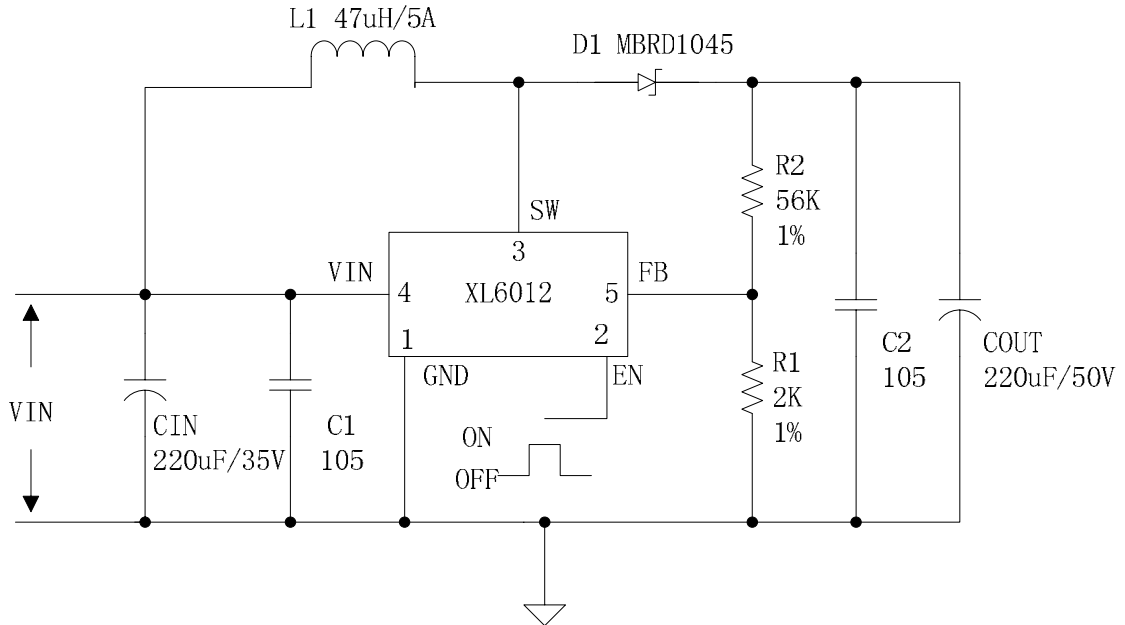 L1 47uH/5A
D1 MBRD1045
R2
56K
1%
SW
3
VIN
4
XL6012
5
FB
1
2
GND
EN
R1
2K
1%
C2
105
COUT
220uF/50V
VIN
CIN
220uF/35V
C1
105
ON
OFF